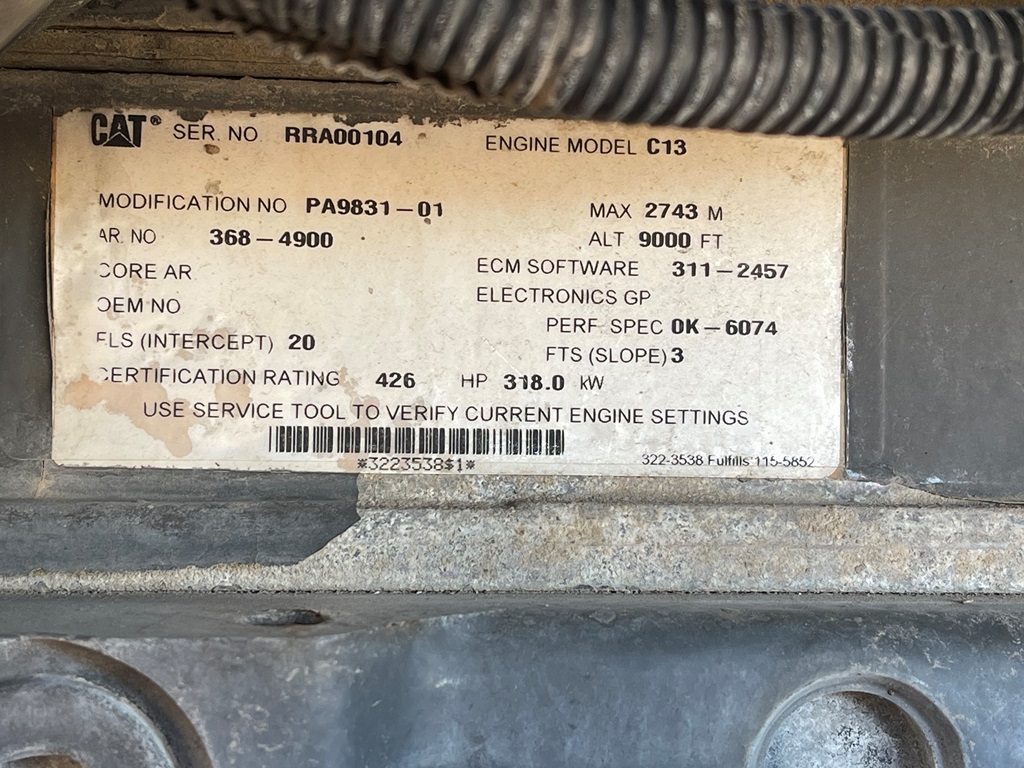 CAT® SER. NO RRA00104 ENGINE MODEL C13
MODIFICATION NO PA9831-01 MAX 2743 M
AR. NO 368-4900 ALT 9000 FT
CORE AR ECM SOFTWARE 311-2457
OEM NO ELECTRONICS GP
PERF. SPEC 0K-6074
FLS (INTERCEPT) 20 FTS (SLOPE) 3
CERTIFICATION RATING 426 HP 318.0 kW
USE SERVICE TOOL TO VERIFY CURRENT ENGINE SETTINGS
*3223538$1* 322-3538 Fulfills 115-5852